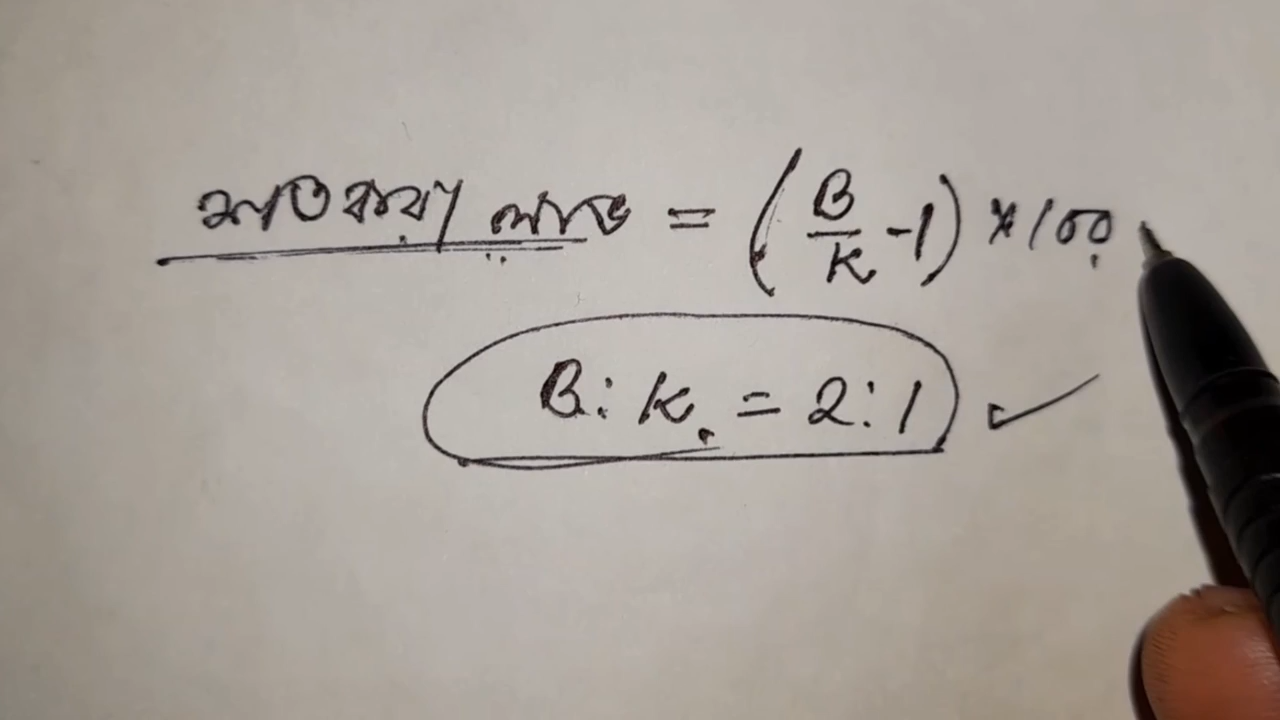 শতকরা লাভ = (B/K -1) × 100
B : K = 2 : 1 ✓